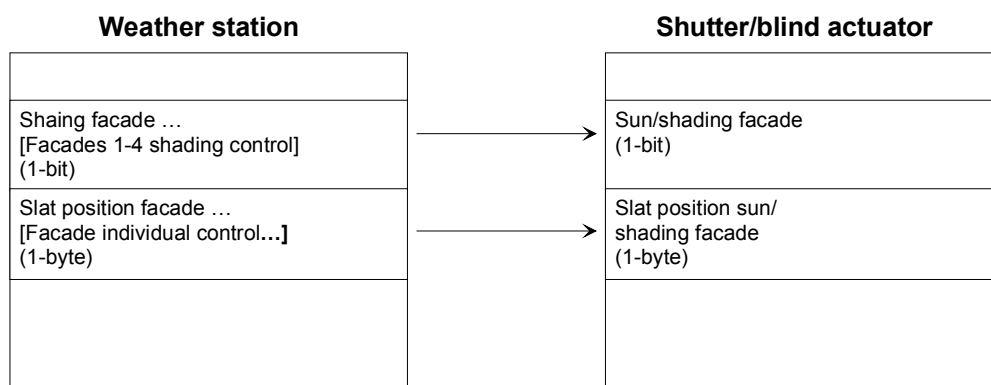 Weather station
Shutter/blind actuator
Shaing facade …
[Facades 1-4 shading control]
(1-bit)
Sun/shading facade
(1-bit)
Slat position facade …
[Facade individual control…]
(1-byte)
Slat position sun/
shading facade
(1-byte)